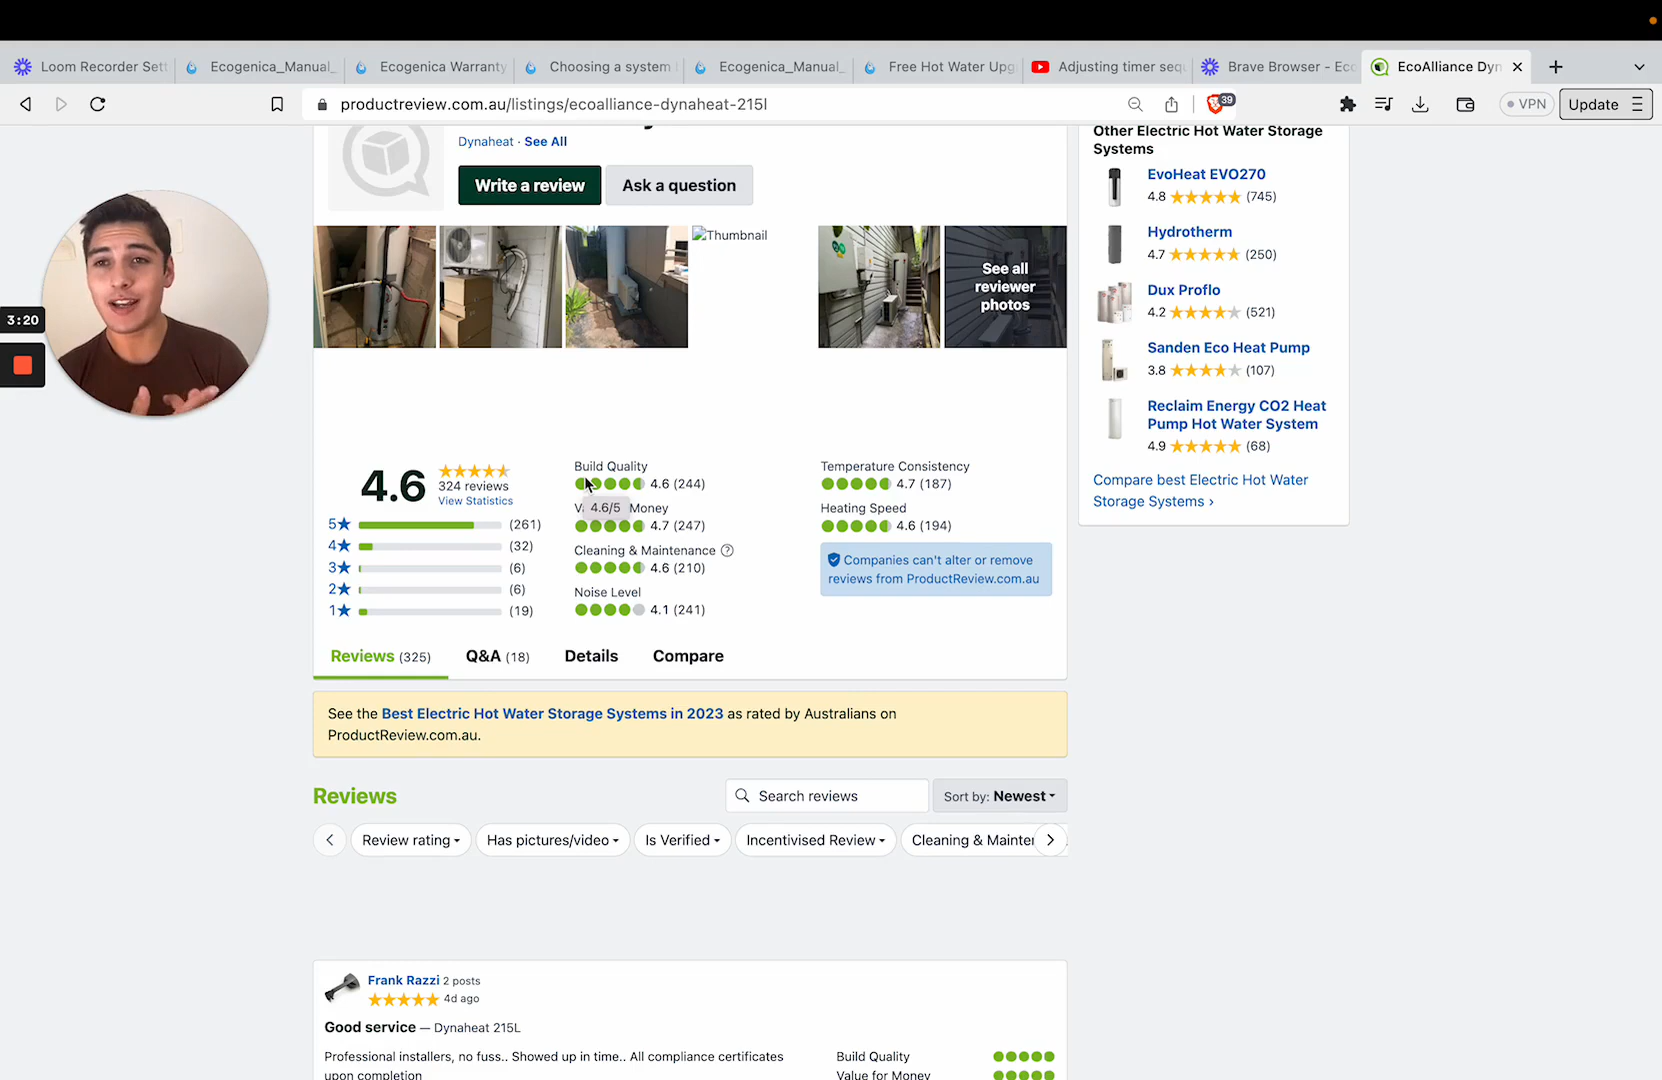 Loom Recorder Sett
Ecogenica_Manual_
Ecogenica Warranty
Choosing a system
Ecogenica_Manual_
Free Hot Water Upg
Adjusting timer sequ
Brave Browser - Eco
EcoAlliance Dyn
productreview.com.au/listings/ecoalliance-dynaheat-215l
39
VPN
Update
Dynaheat · See All
Write a review
Ask a question
Thumbnail
See all
reviewer
photos
3:20
4.6
324 reviews
View Statistics
5★ (261)
4★ (32)
3★ (6)
2★ (6)
1★ (19)
Build Quality
4.6 (244)
4.6/5
Money
4.7 (247)
Cleaning & Maintenance ?
4.6 (210)
Noise Level
4.1 (241)
Temperature Consistency
4.7 (187)
Heating Speed
4.6 (194)
Companies can't alter or remove
reviews from ProductReview.com.au
Reviews (325)
Q&A (18)
Details
Compare
See the Best Electric Hot Water Storage Systems in 2023 as rated by Australians on
ProductReview.com.au.
Reviews
Search reviews
Sort by: Newest
Review rating
Has pictures/video
Is Verified
Incentivised Review
Cleaning & Mainte
Frank Razzi 2 posts
4d ago
Good service — Dynaheat 215L
Professional installers, no fuss.. Showed up in time.. All compliance certificates
upon completion
Build Quality
Value for Money
Other Electric Hot Water Storage
Systems
EvoHeat EVO270
4.8 (745)
Hydrotherm
4.7 (250)
Dux Proflo
4.2 (521)
Sanden Eco Heat Pump
3.8 (107)
Reclaim Energy CO2 Heat
Pump Hot Water System
4.9 (68)
Compare best Electric Hot Water
Storage Systems ›